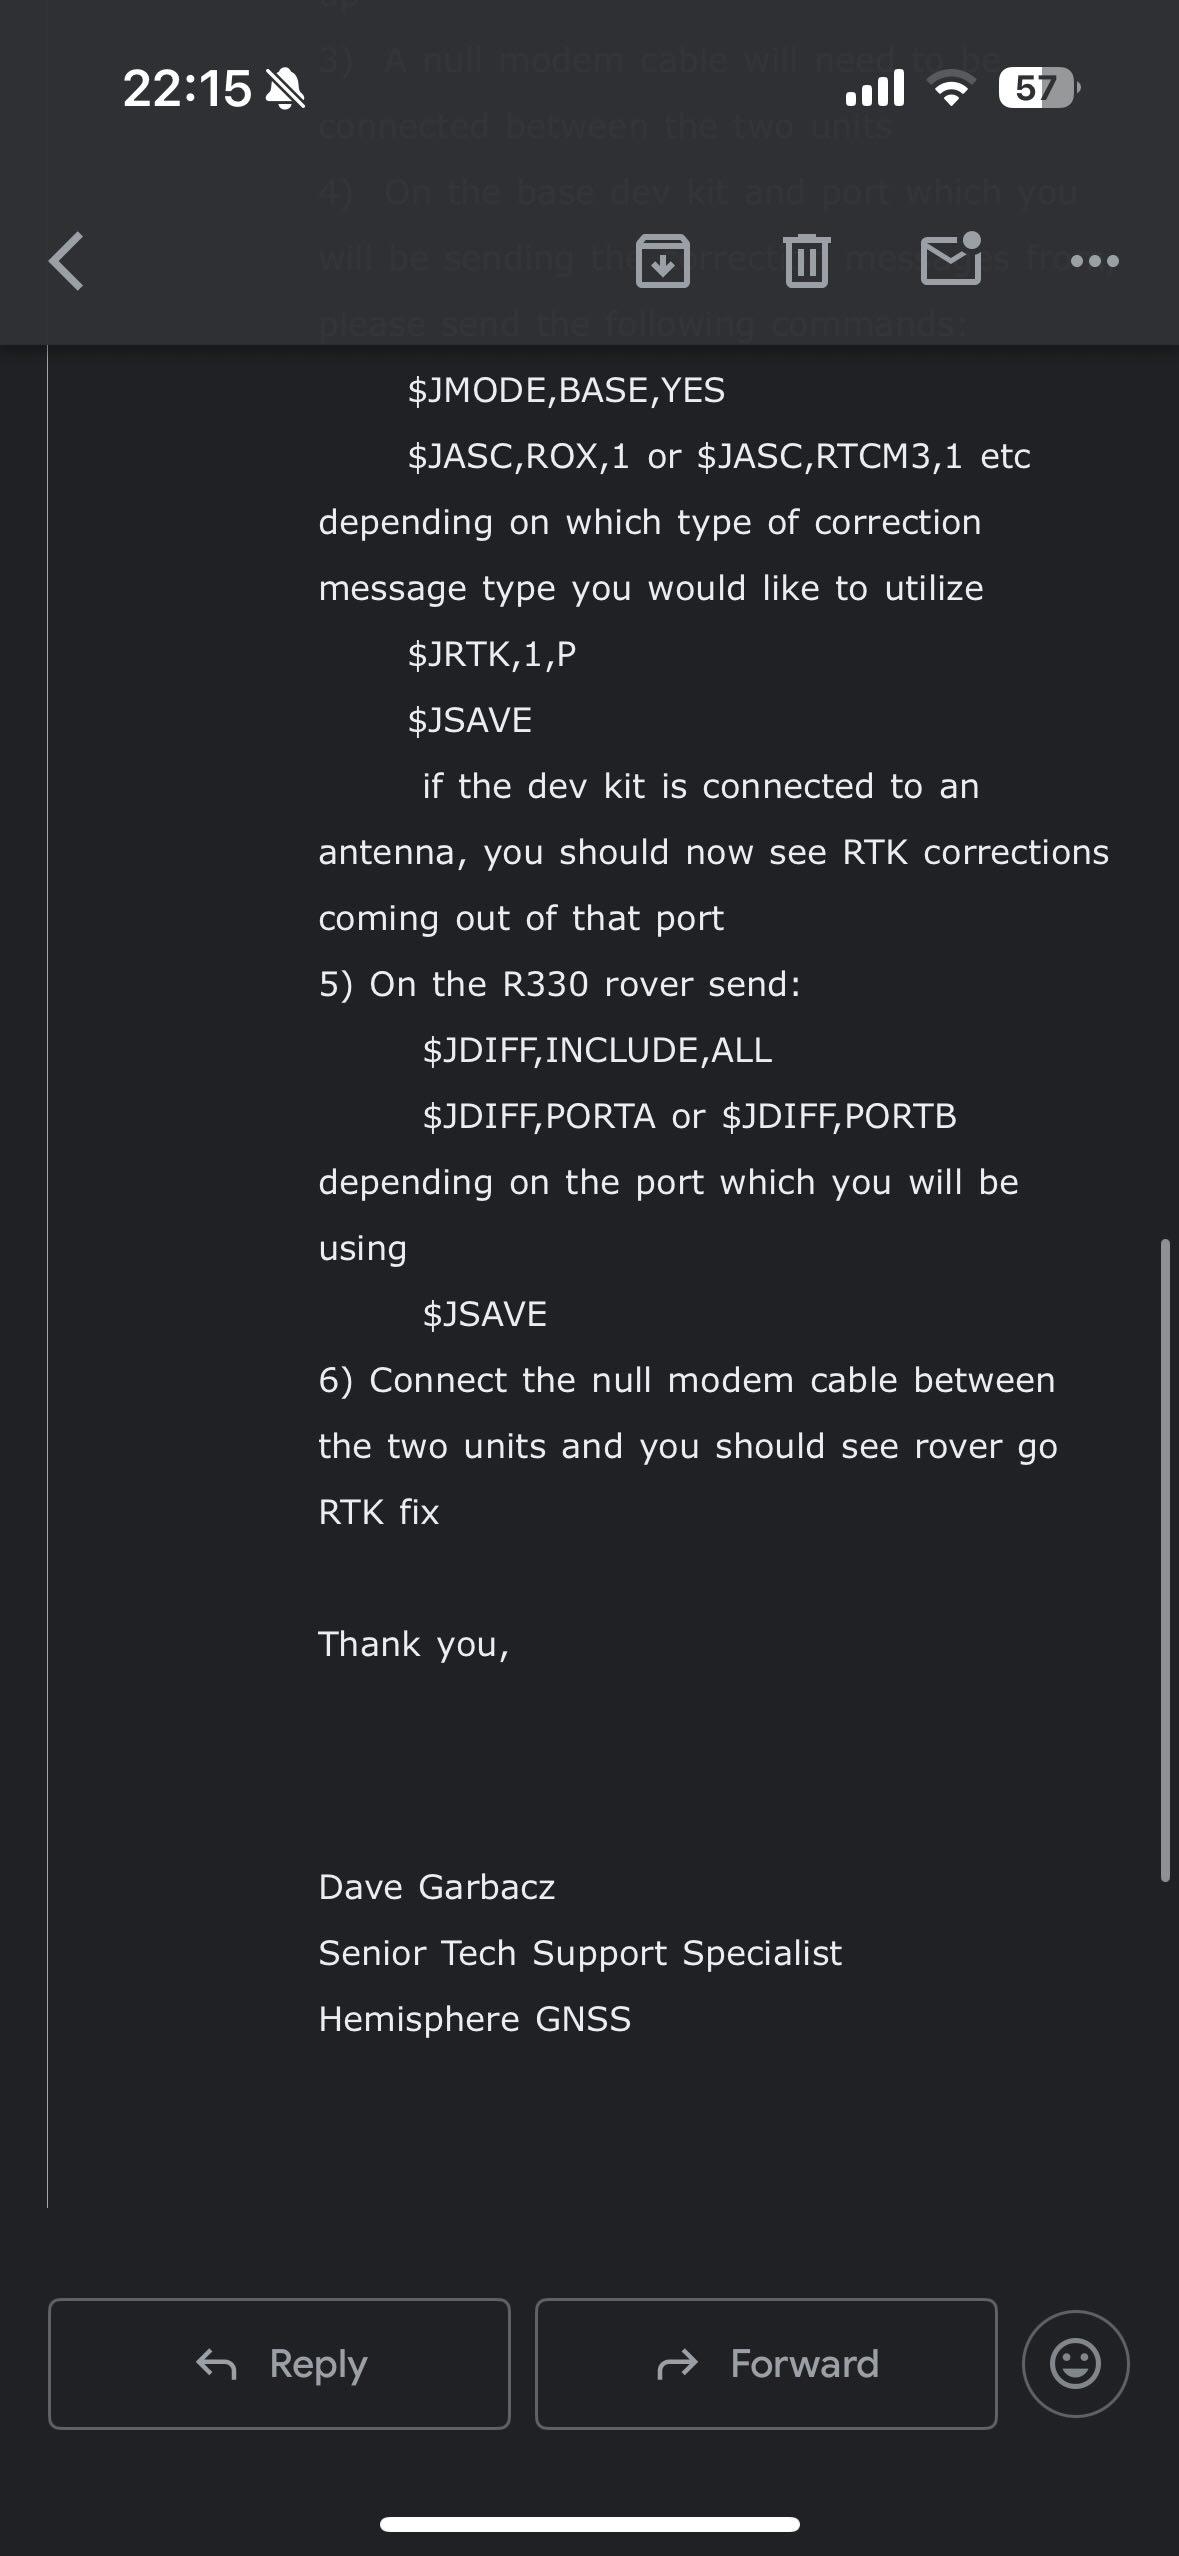 up
3) A null modem cable will need to be
22:15
57
connected between the two units
4) On the base dev kit and port which you
will be sending the correction messages from
please send the following commands:
$JMODE,BASE,YES
$JASC,ROX,1 or $JASC,RTCM3,1 etc
depending on which type of correction
message type you would like to utilize
$JRTK,1,P
$JSAVE
if the dev kit is connected to an
antenna, you should now see RTK corrections
coming out of that port
5) On the R330 rover send:
$JDIFF,INCLUDE,ALL
$JDIFF,PORTA or $JDIFF,PORTB
depending on the port which you will be
using
$JSAVE
6) Connect the null modem cable between
the two units and you should see rover go
RTK fix
Thank you,
Dave Garbacz
Senior Tech Support Specialist
Hemisphere GNSS
Reply
Forward